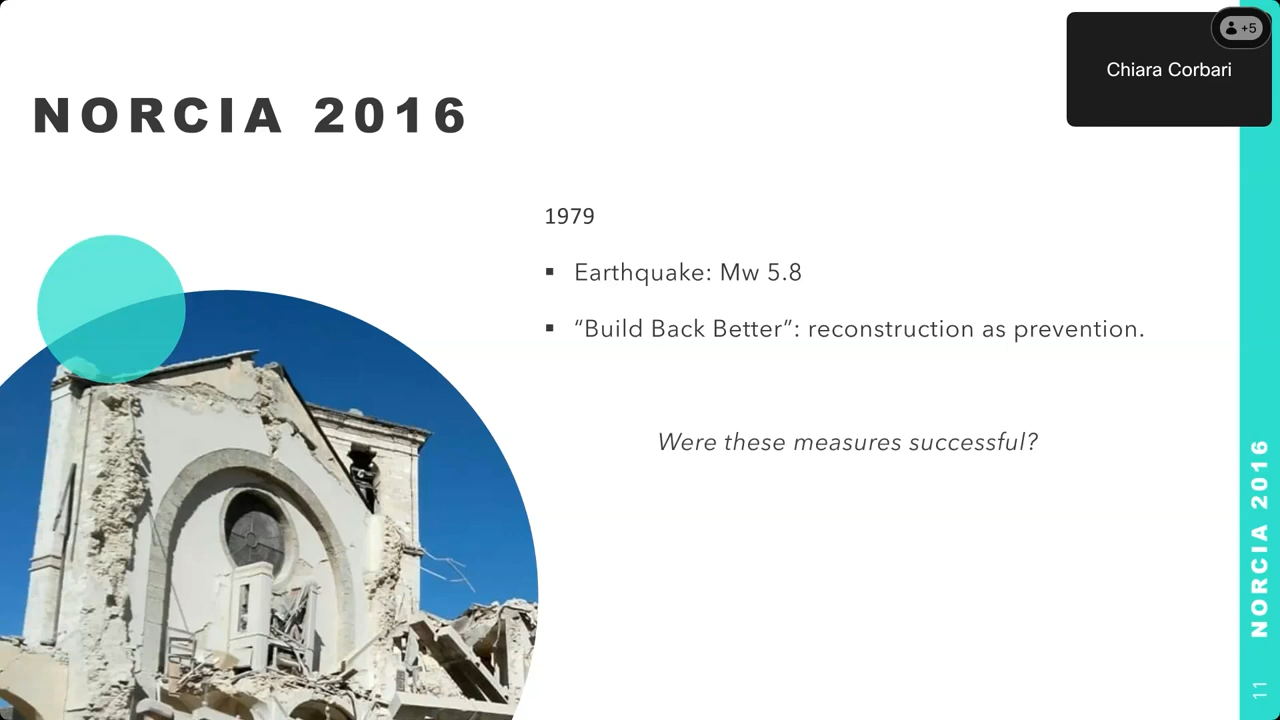 +5
Chiara Corbari
NORCIA 2016
1979
▪ Earthquake: Mw 5.8
▪ “Build Back Better”: reconstruction as prevention.
Were these measures successful?
NORCIA 2016
11